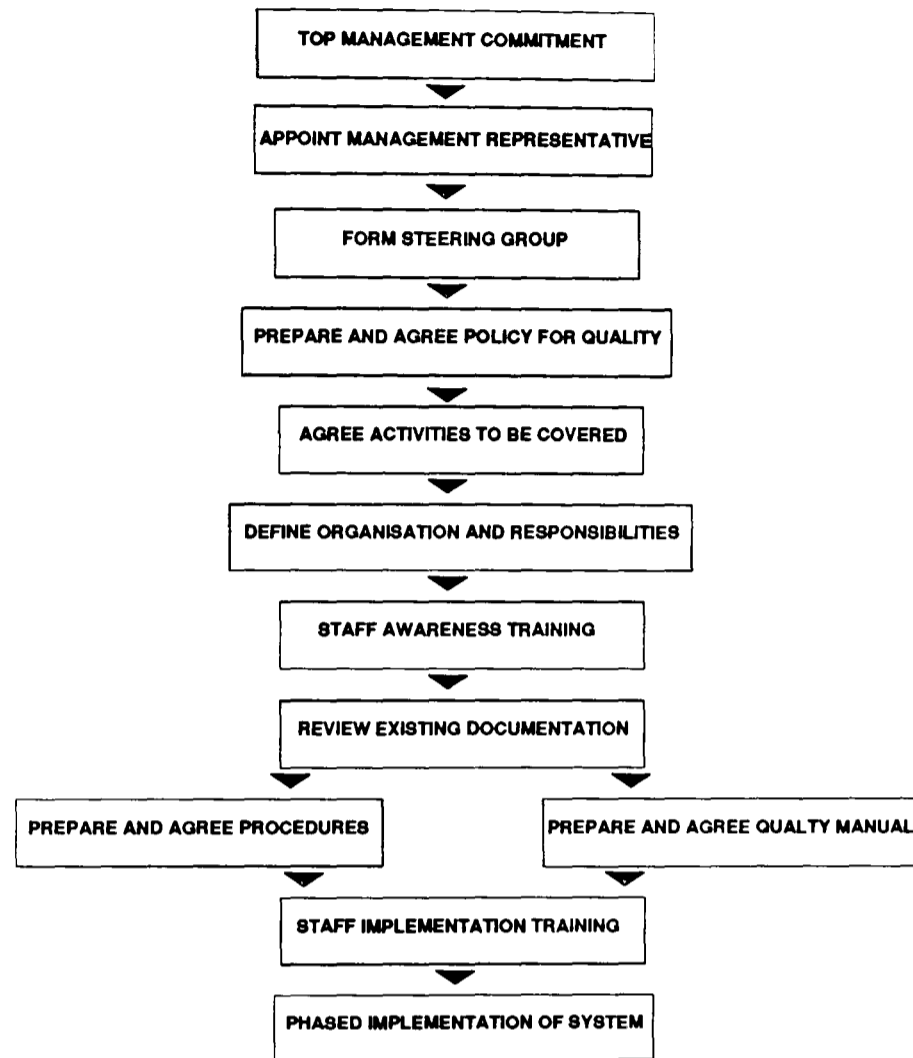 TOP MANAGEMENT COMMITMENT
APPOINT MANAGEMENT REPRESENTATIVE
FORM STEERING GROUP
PREPARE AND AGREE POLICY FOR QUALITY
AGREE ACTIVITIES TO BE COVERED
DEFINE ORGANISATION AND RESPONSIBILITIES
STAFF AWARENESS TRAINING
REVIEW EXISTING DOCUMENTATION
PREPARE AND AGREE PROCEDURES
PREPARE AND AGREE QUALTY MANUAL
STAFF IMPLEMENTATION TRAINING
PHASED IMPLEMENTATION OF SYSTEM